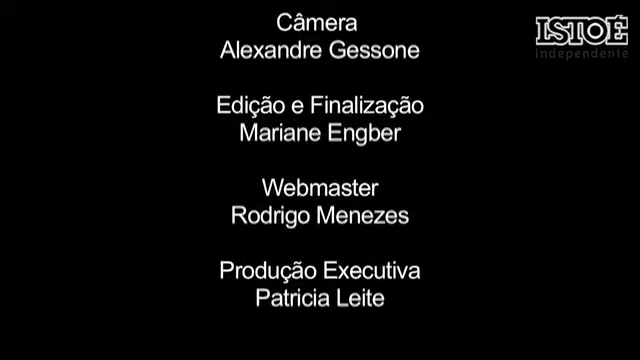 Câmera
Alexandre Gessone
Edição e Finalização
Mariane Engber
Webmaster
Rodrigo Menezes
Produção Executiva
Patricia Leite
ISTOÉ
independente